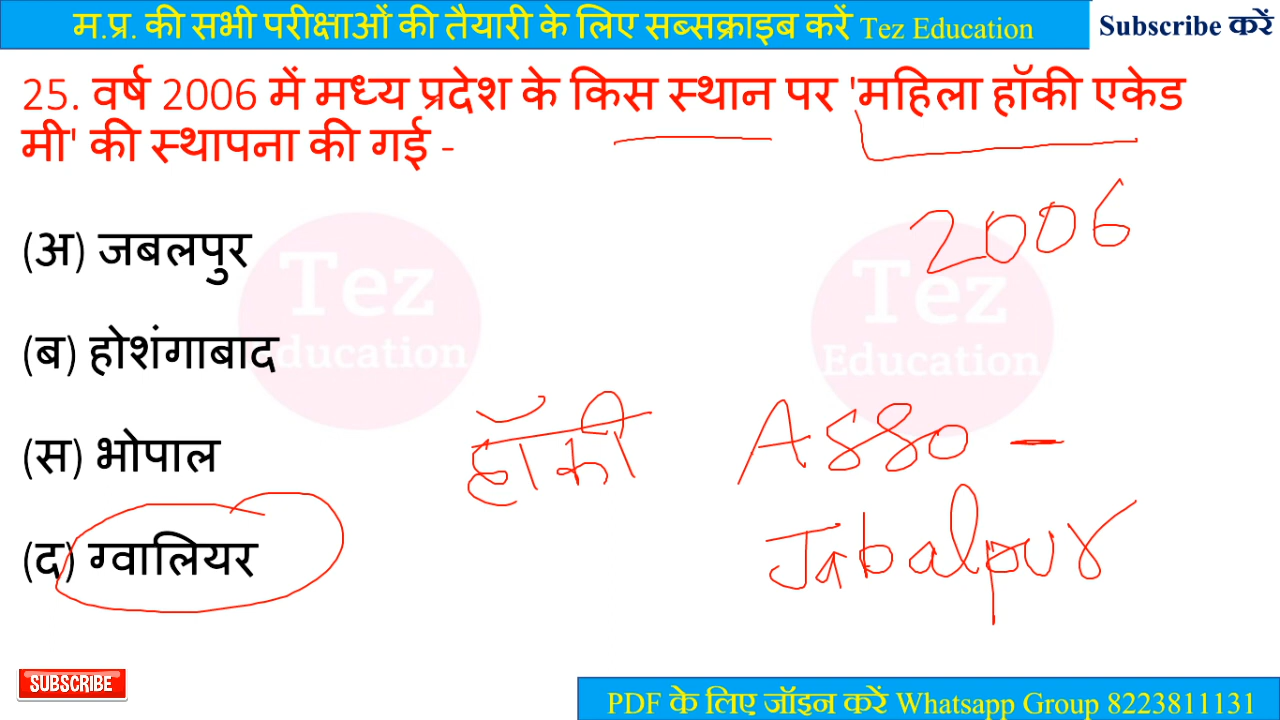 म.प्र. की सभी परीक्षाओं की तैयारी के लिए सब्सक्राइब करें Tez Education
Subscribe करें
25. वर्ष 2006 में मध्य प्रदेश के किस स्थान पर 'महिला हॉकी एकेड
मी' की स्थापना की गई -
2006
(अ) जबलपुर
Tez
Education
Tez
Education
(ब) होशंगाबाद
(स) भोपाल
हॉकी Asso -
Jabalpur
(द) ग्वालियर
SUBSCRIBE
PDF के लिए जॉइन करें Whatsapp Group 8223811131